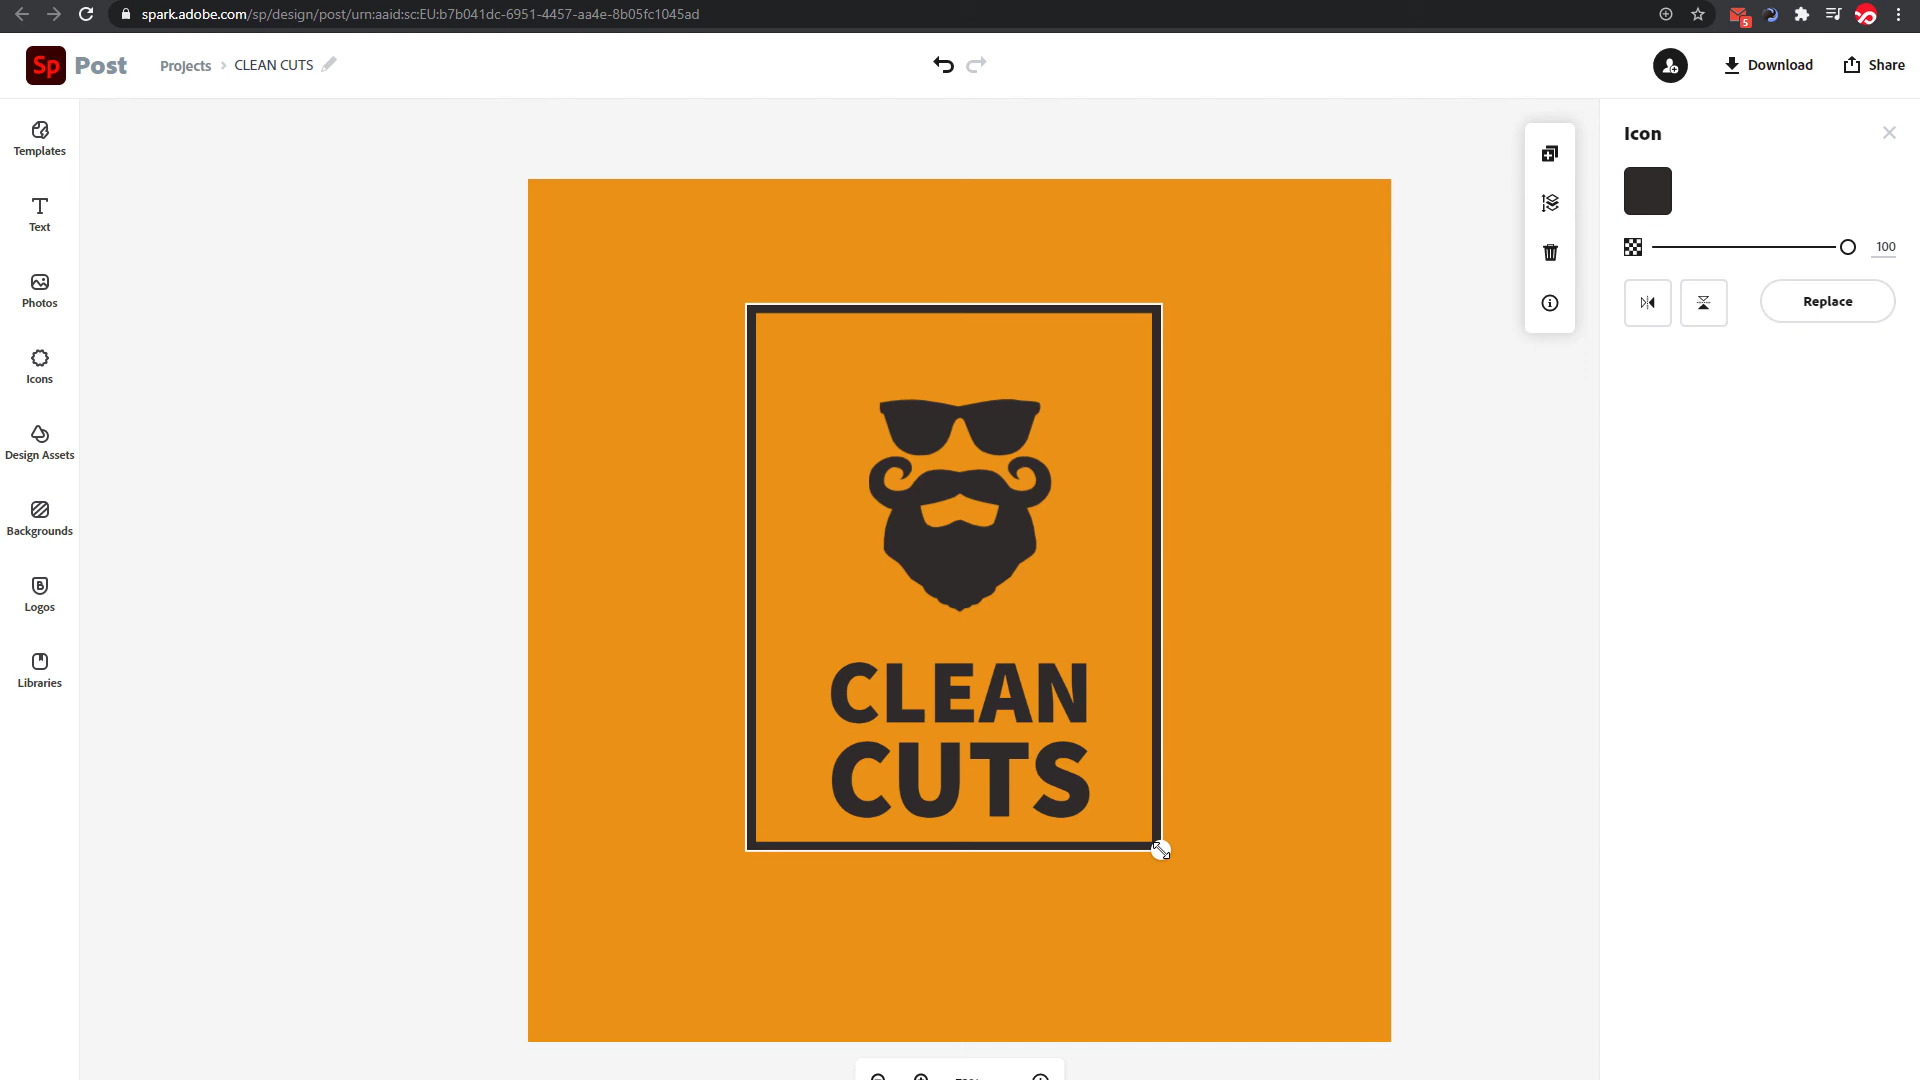 spark.adobe.com/sp/design/post/urn:aaid:sc:EU:b7b041dc-6951-4457-aa4e-8b05fc1045ad
5
Sp Post
Projects > CLEAN CUTS
Download
Share
Templates
Text
Photos
Icons
Design Assets
Backgrounds
Logos
Libraries
CLEAN
CUTS
Icon
100
Replace